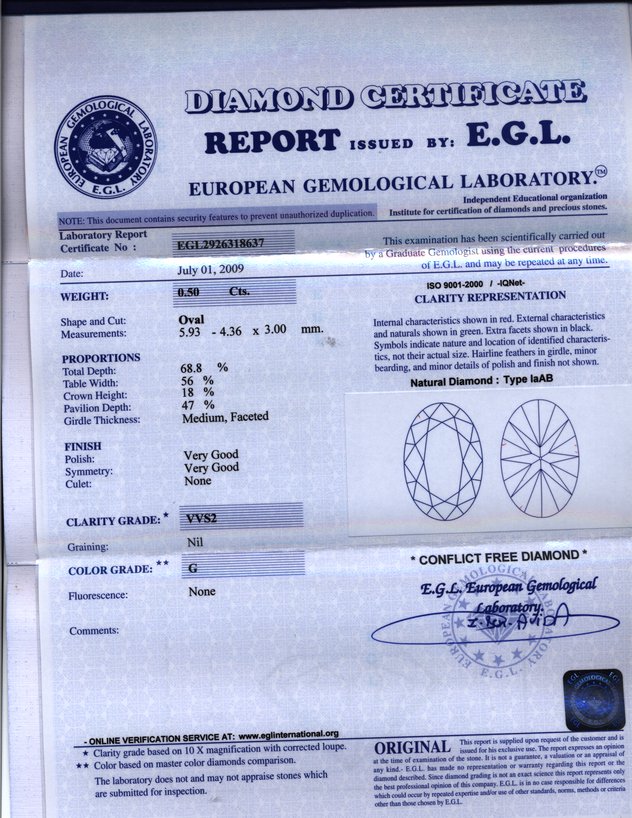 DIAMOND CERTIFICATE
REPORT ISSUED BY: E.G.L.
EUROPEAN GEMOLOGICAL LABORATORY.™
EUROPEAN GEMOLOGICAL LABORATORY
E.G.L.
Independent Educational organization
Institute for certification of diamonds and precious stones.
NOTE: This document contains security features to prevent unauthorized duplication.
Laboratory Report
Certificate No : EGL2926318637
This examination has been scientifically carried out
by a Graduate Gemologist using the current procedures
of E.G.L. and may be repeated at any time.
Date: July 01, 2009
WEIGHT: 0.50 Cts.
Shape and Cut: Oval
Measurements: 5.93 - 4.36 x 3.00 mm.
PROPORTIONS
Total Depth: 68.8 %
Table Width: 56 %
Crown Height: 18 %
Pavilion Depth: 47 %
Girdle Thickness: Medium, Faceted
FINISH
Polish: Very Good
Symmetry: Very Good
Culet: None
CLARITY GRADE: * VVS2
Graining: Nil
COLOR GRADE: ** G
Fluorescence: None
Comments:
ISO 9001-2000 / -IQNet-
CLARITY REPRESENTATION
Internal characteristics shown in red. External characteristics
and naturals shown in green. Extra facets shown in black.
Symbols indicate nature and location of identified characteris-
tics, not their actual size. Hairline feathers in girdle, minor
bearding, and minor details of polish and finish not shown.
Natural Diamond : Type IaAB
* CONFLICT FREE DIAMOND *
E.G.L. European Gemological
Laboratory.
EUROPEAN GEMOLOGICAL LABORATORY
E.G.L.
- ONLINE VERIFICATION SERVICE AT: www.eglinternational.org
* Clarity grade based on 10 X magnification with corrected loupe.
** Color based on master color diamonds comparison.
The laboratory does not and may not appraise stones which
are submitted for inspection.
ORIGINAL This report is supplied upon request of the customer and is
issued for his exclusive use. The report expresses an opinion
at the time of examination of the stone. It is not a guarantee, a valuation or an appraisal of
any kind.- E.G.L. has made no representation or warranty regarding this report or the
diamond described. Since diamond grading is not an exact science this report represents only
the best professional opinion of this company. E.G.L. is in no case responsible for differences
which could occur by repeated expertise and/or use of other standards, norms, methods or criteria
other than those chosen by E.G.L.